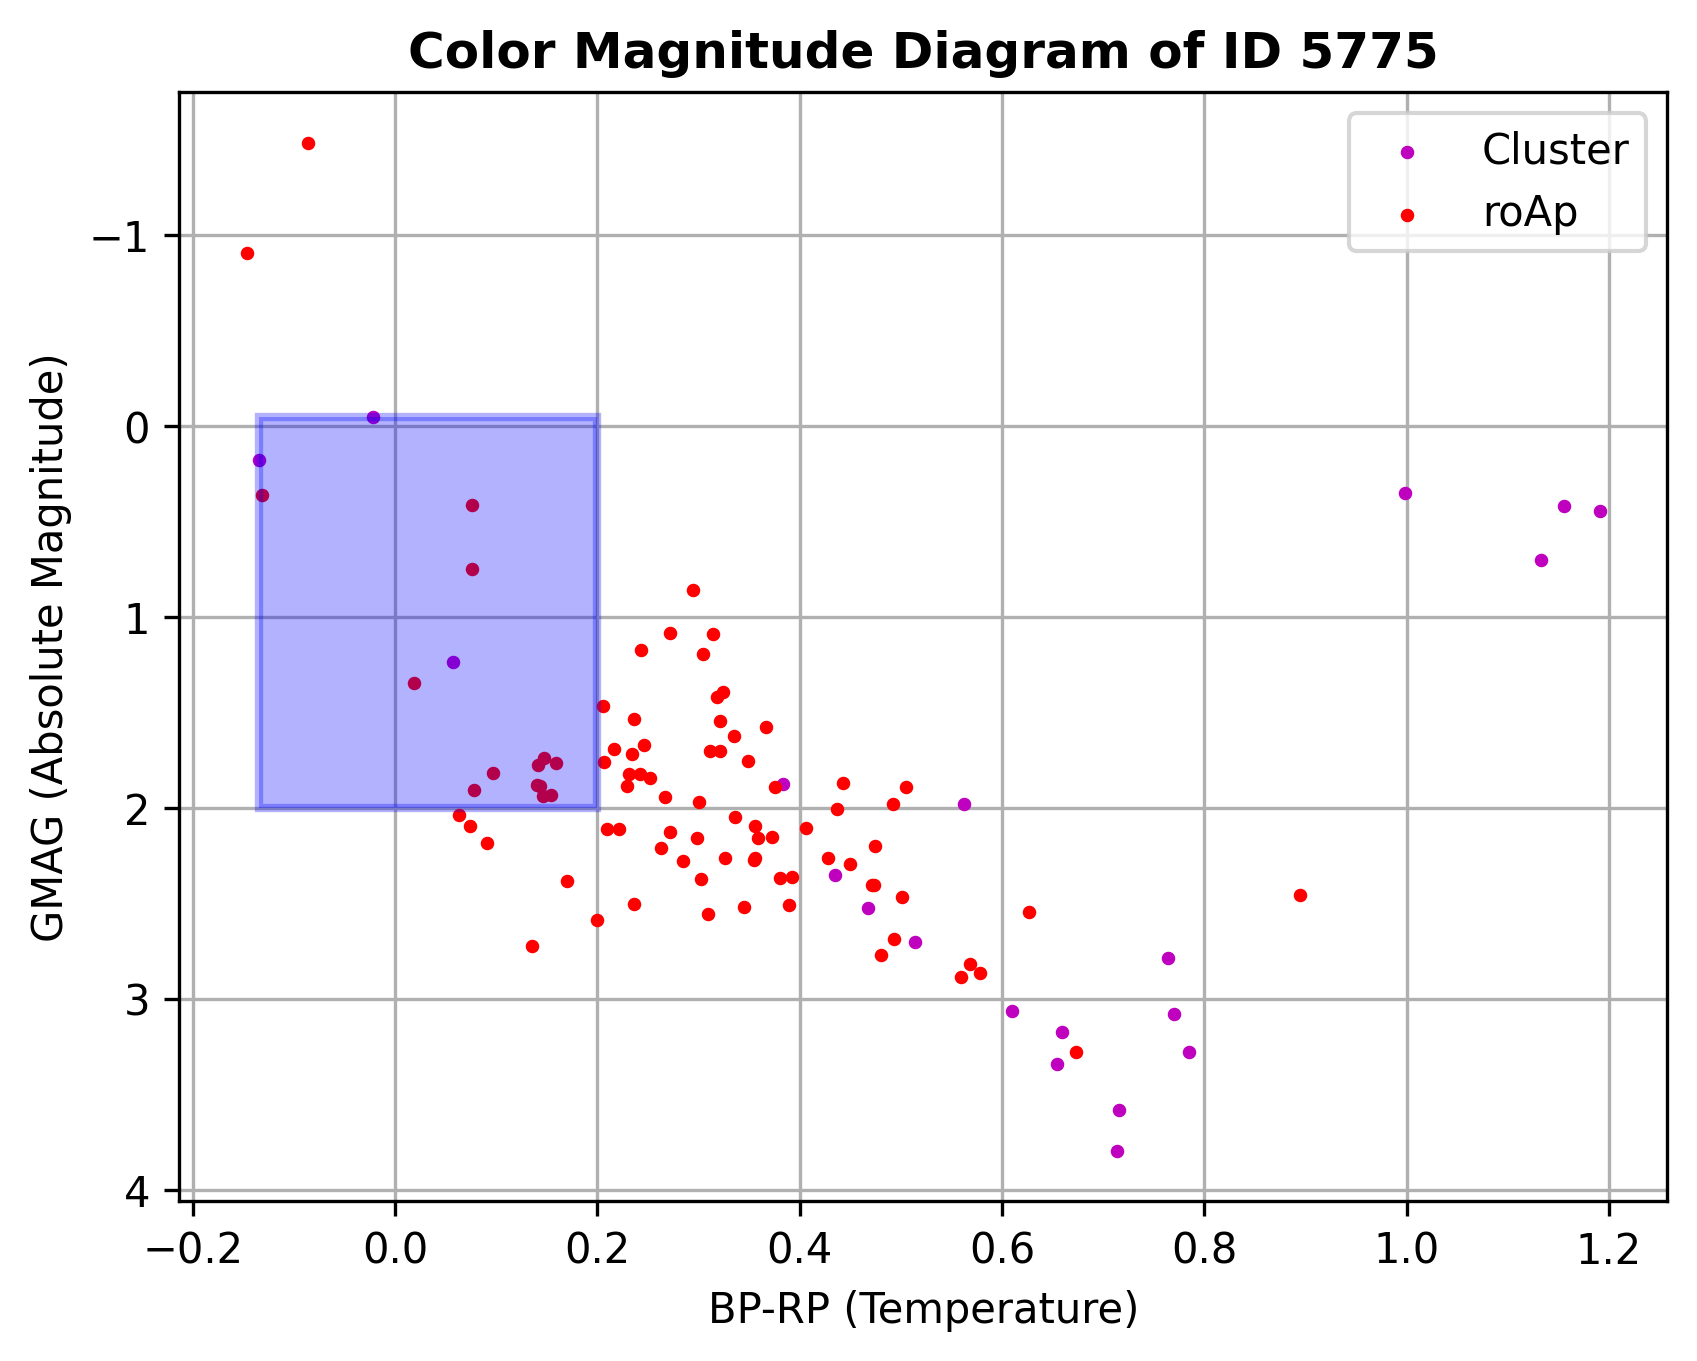 Color Magnitude Diagram of ID 5775
Cluster
roAp
GMAG (Absolute Magnitude)
−1
0
1
2
3
4
−0.2 0.0 0.2 0.4 0.6 0.8 1.0 1.2
BP-RP (Temperature)